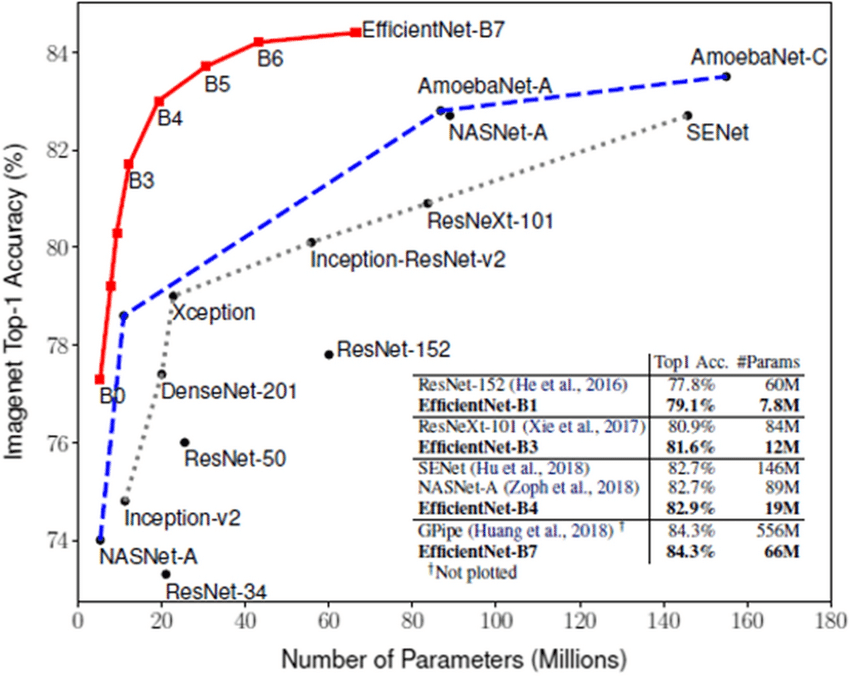 84
82
80
78
76
74
Imagenet Top-1 Accuracy (%)
EfficientNet-B7
B6
B5
B4
B3
B0
AmoebaNet-C
AmoebaNet-A
NASNet-A
SENet
ResNeXt-101
Inception-ResNet-v2
Xception
ResNet-152
DenseNet-201
ResNet-50
Inception-v2
NASNet-A
ResNet-34
Top1 Acc. #Params
ResNet-152 (He et al., 2016) 77.8% 60M
EfficientNet-B1 79.1% 7.8M
ResNeXt-101 (Xie et al., 2017) 80.9% 84M
EfficientNet-B3 81.6% 12M
SENet (Hu et al., 2018) 82.7% 146M
NASNet-A (Zoph et al., 2018) 82.7% 89M
EfficientNet-B4 82.9% 19M
GPipe (Huang et al., 2018) † 84.3% 556M
EfficientNet-B7 84.3% 66M
†Not plotted
0 20 40 60 80 100 120 140 160 180
Number of Parameters (Millions)